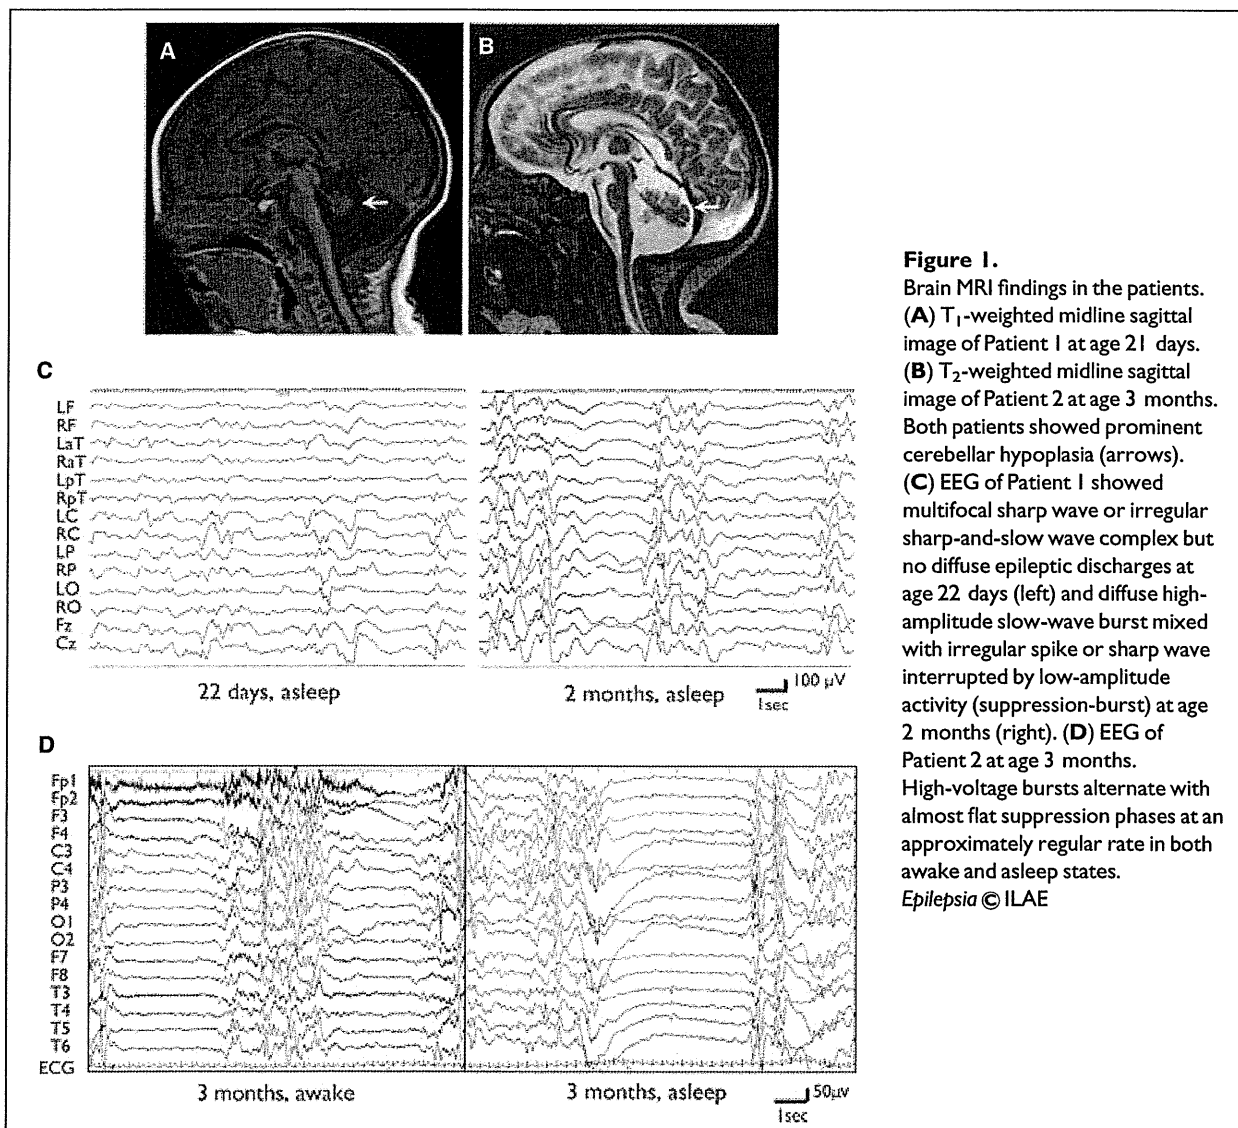 A
B
Figure 1.
Brain MRI findings in the patients.
(A) T1-weighted midline sagittal
image of Patient 1 at age 21 days.
(B) T2-weighted midline sagittal
image of Patient 2 at age 3 months.
Both patients showed prominent
cerebellar hypoplasia (arrows).
(C) EEG of Patient 1 showed
multifocal sharp wave or irregular
sharp-and-slow wave complex but
no diffuse epileptic discharges at
age 22 days (left) and diffuse high-
amplitude slow-wave burst mixed
with irregular spike or sharp wave
interrupted by low-amplitude
activity (suppression-burst) at age
2 months (right). (D) EEG of
Patient 2 at age 3 months.
High-voltage bursts alternate with
almost flat suppression phases at an
approximately regular rate in both
awake and asleep states.
Epilepsia © ILAE
C
LF
RF
LaT
RaT
LpT
RpT
LC
RC
LP
RP
LO
RO
Fz
Cz
22 days, asleep
2 months, asleep
100 μV
1sec
D
Fp1
Fp2
F3
F4
C3
C4
P3
P4
O1
O2
F7
F8
T3
T4
T5
T6
ECG
3 months, awake
3 months, asleep
50μv
1sec